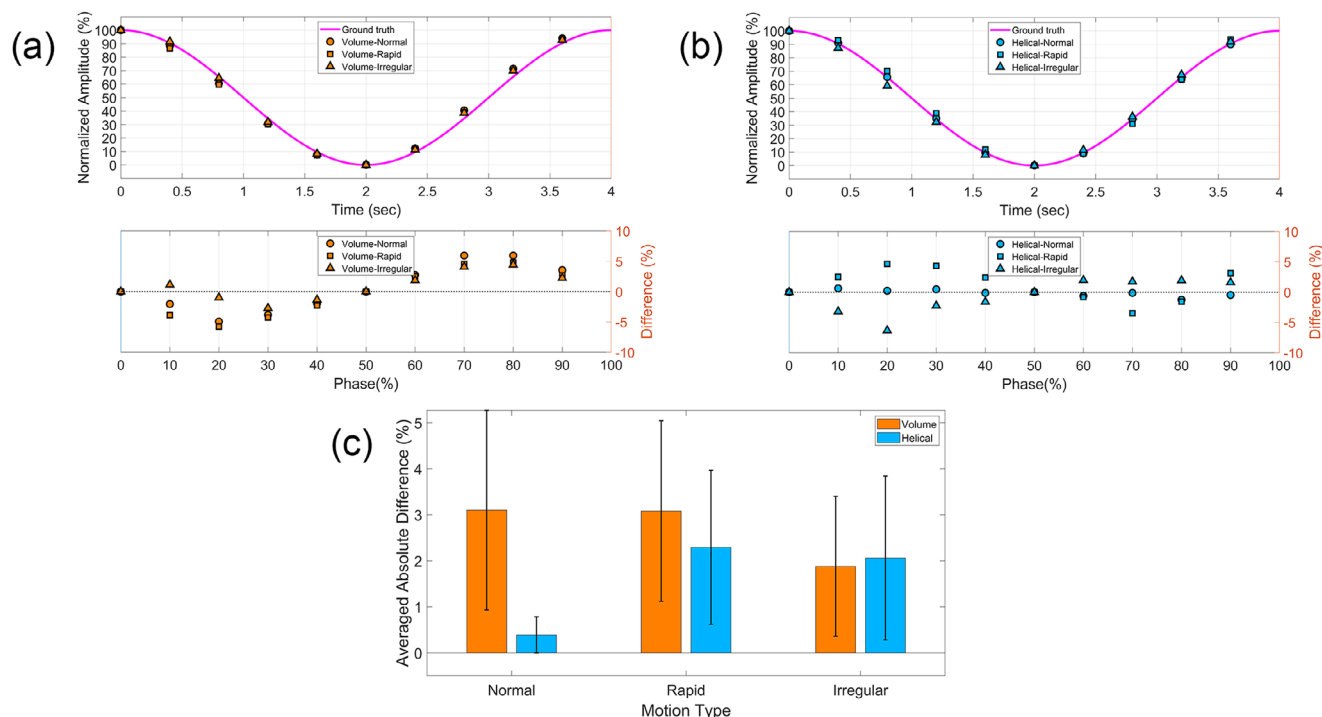 (a)
Normalized Amplitude (%)
100
90
80
70
60
50
40
30
20
10
0
Ground truth
Volume-Normal
Volume-Rapid
Volume-Irregular
0 0.5 1 1.5 2 2.5 3 3.5 4
Time (sec)
Volume-Normal
Volume-Rapid
Volume-Irregular
10
5
0
-5
-10
Difference (%)
0 10 20 30 40 50 60 70 80 90 100
Phase(%)
(b)
Normalized Amplitude (%)
100
90
80
70
60
50
40
30
20
10
0
Ground truth
Helical-Normal
Helical-Rapid
Helical-Irregular
0 0.5 1 1.5 2 2.5 3 3.5 4
Time (sec)
Helical-Normal
Helical-Rapid
Helical-Irregular
10
5
0
-5
-10
Difference (%)
0 10 20 30 40 50 60 70 80 90 100
Phase(%)
(c)
Averaged Absolute Difference (%)
5
4
3
2
1
0
Volume
Helical
Normal Rapid Irregular
Motion Type